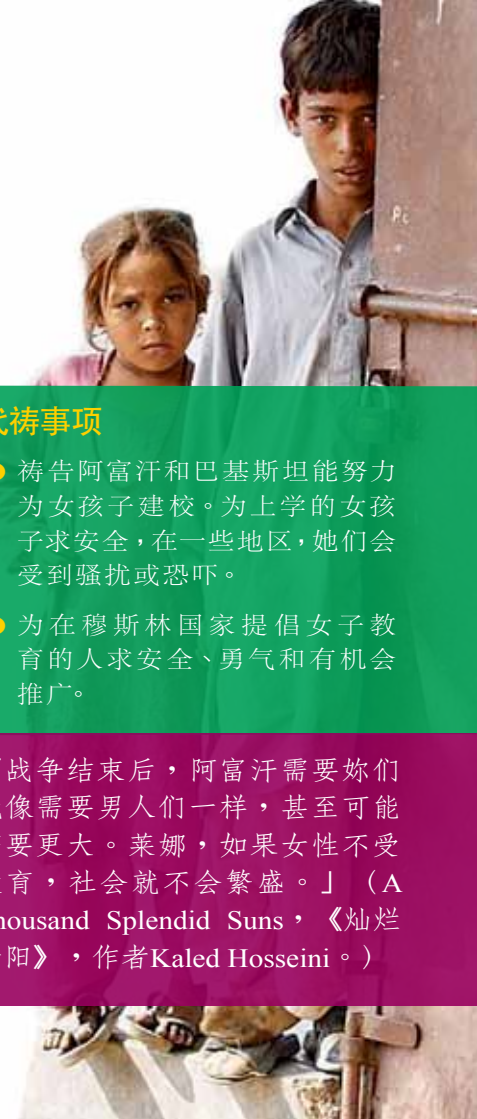 祷事项
祷告阿富汗和巴基斯坦能努力
为女孩子建校。为上学的女孩
子求安全，在一些地区，她们会
受到骚扰或恐吓。
为在穆斯林国家提倡女子教
育的人求安全、勇气和有机会
推广。
战争结束后，阿富汗需要妳们
像需要男人们一样，甚至可能
要更大。莱娜，如果女性不受
育，社会就不会繁盛。」（A
housand Splendid Suns，《灿烂
阳》，作者Kaled Hosseini。）